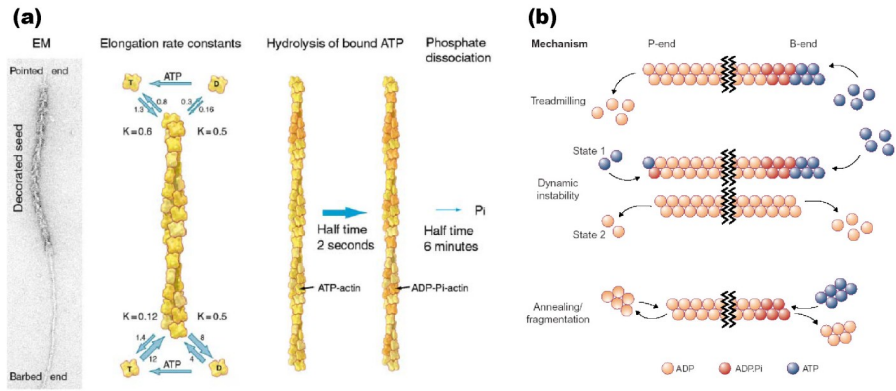 (a)
EM
Pointed end
Decorated seed
Barbed end
Elongation rate constants
T
ATP
D
1.3
0.8
0.3
0.16
K=0.6
K=0.5
K=0.12
K=0.5
1.4
12
8
4
T
ATP
D
Hydrolysis of bound ATP
Half time
2 seconds
ATP-actin
ADP-Pi-actin
Phosphate
dissociation
Pi
Half time
6 minutes
(b)
Mechanism
P-end
B-end
Treadmilling
State 1
Dynamic
instability
State 2
Annealing/
fragmentation
ADP
ADP.Pi
ATP